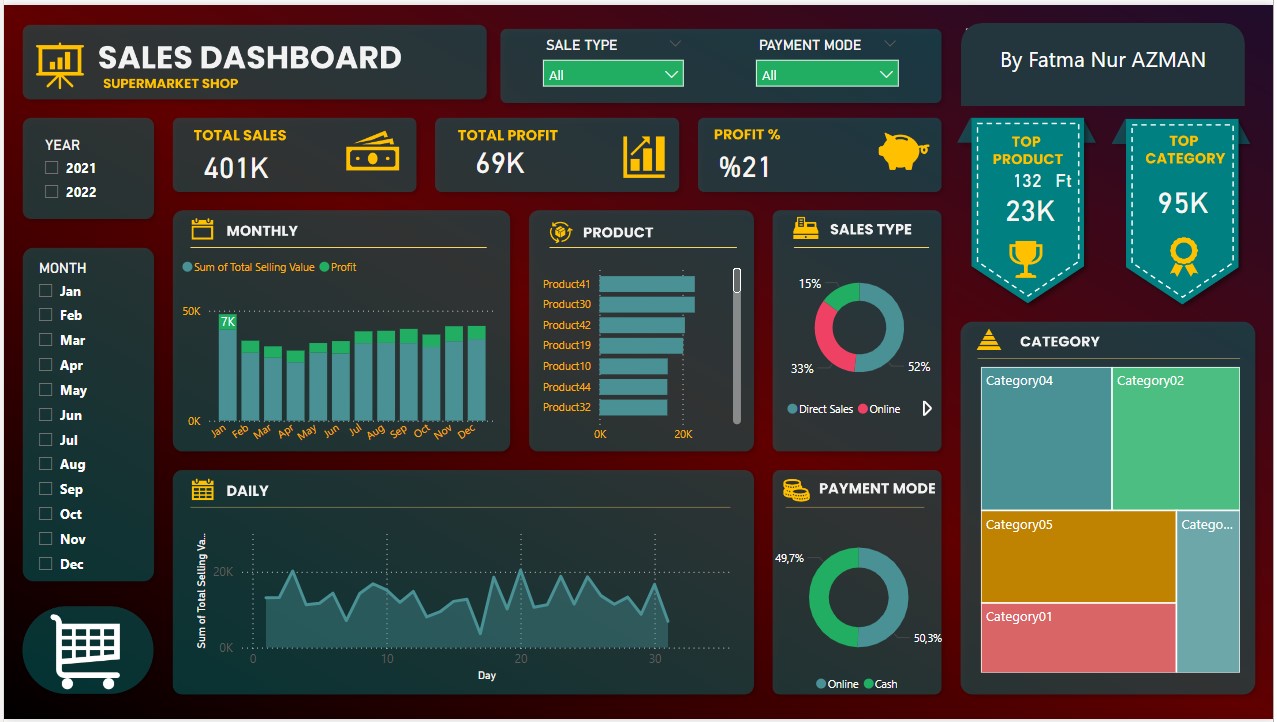 SALES DASHBOARD
SUPERMARKET SHOP
SALE TYPE
All
PAYMENT MODE
All
By Fatma Nur AZMAN
YEAR
2021
2022
TOTAL SALES
401K
TOTAL PROFIT
69K
PROFIT %
%21
TOP
PRODUCT
132 Ft
23K
TOP
CATEGORY
95K
MONTH
Jan
Feb
Mar
Apr
May
Jun
Jul
Aug
Sep
Oct
Nov
Dec
MONTHLY
Sum of Total Selling Value Profit
50K
7K
0K
Jan Feb Mar Apr May Jun Jul Aug Sep Oct Nov Dec
PRODUCT
Product41
Product30
Product42
Product19
Product10
Product44
Product32
0K 20K
SALES TYPE
15%
33%
52%
Direct Sales Online
CATEGORY
Category04
Category02
Category05
Catego...
Category01
DAILY
Sum of Total Selling Va...
20K
0K
0 10 20 30
Day
PAYMENT MODE
49,7%
50,3%
Online Cash